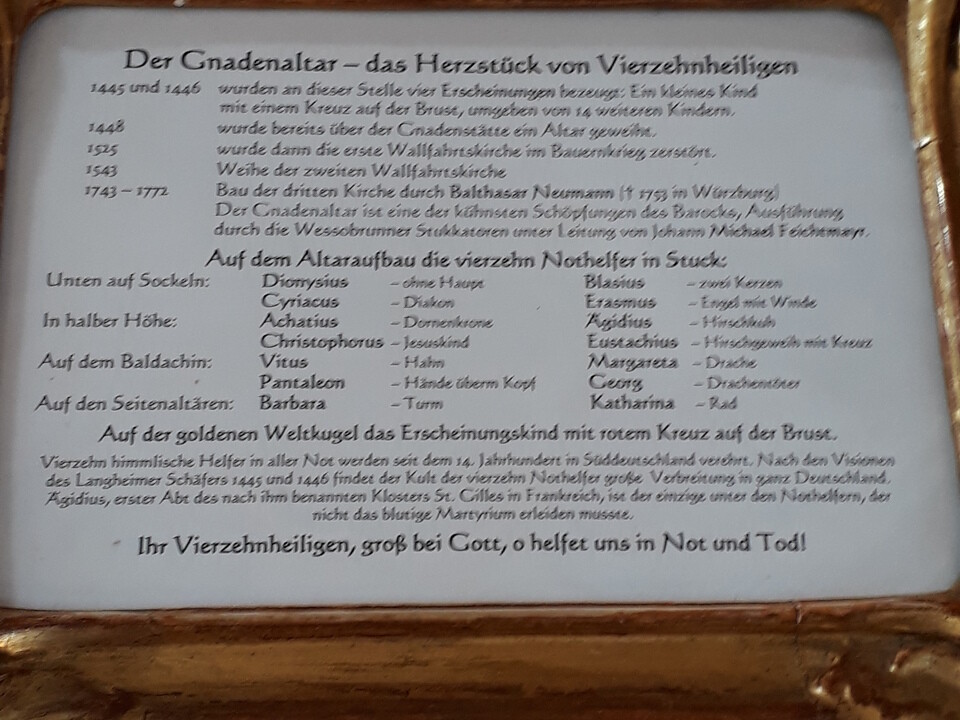 Der Gnadenaltar – das Herzstück von Vierzehnheiligen
1445 und 1446 wurden an dieser Stelle vier Erscheinungen bezeugt: Ein kleines Kind
mit einem Kreuz auf der Brust, umgeben von 14 weiteren Kindern.
1448 wurde bereits über der Gnadenstätte ein Altar geweiht.
1525 wurde dann die erste Wallfahrtskirche im Bauernkrieg zerstört.
1543 Weihe der zweiten Wallfahrtskirche
1743 – 1772 Bau der dritten Kirche durch Balthasar Neumann († 1753 in Würzburg)
Der Gnadenaltar ist eine der kühnsten Schöpfungen des Barocks, Ausführung
durch die Wessobrunner Stukkatoren unter Leitung von Johann Michael Feichtmayr.
Auf dem Altaraufbau die vierzehn Nothelfer in Stuck:
Unten auf Sockeln: Dionysius – ohne Haupt Blasius – zwei Kerzen
Cyriacus – Diakon Erasmus – Engel mit Winde
In halber Höhe: Achatius – Dornenkrone Ägidius – Hirschkuh
Christophorus – Jesuskind Eustachius – Hirschgeweih mit Kreuz
Auf dem Baldachin: Vitus – Hahn Margareta – Drache
Pantaleon – Hände überm Kopf Georg – Drachentöter
Auf den Seitenaltären: Barbara – Turm Katharina – Rad
Auf der goldenen Weltkugel das Erscheinungskind mit rotem Kreuz auf der Brust.
Vierzehn himmlische Helfer in aller Not werden seit dem 14. Jahrhundert in Süddeutschland verehrt. Nach den Visionen
des Langheimer Schäfers 1445 und 1446 findet der Kult der vierzehn Nothelfer große Verbreitung in ganz Deutschland.
Ägidius, erster Abt des nach ihm benannten Klosters St. Gilles in Frankreich, ist der einzige unter den Nothelfern, der
nicht das blutige Martyrium erleiden musste.
Ihr Vierzehnheiligen, groß bei Gott, o helfet uns in Not und Tod!